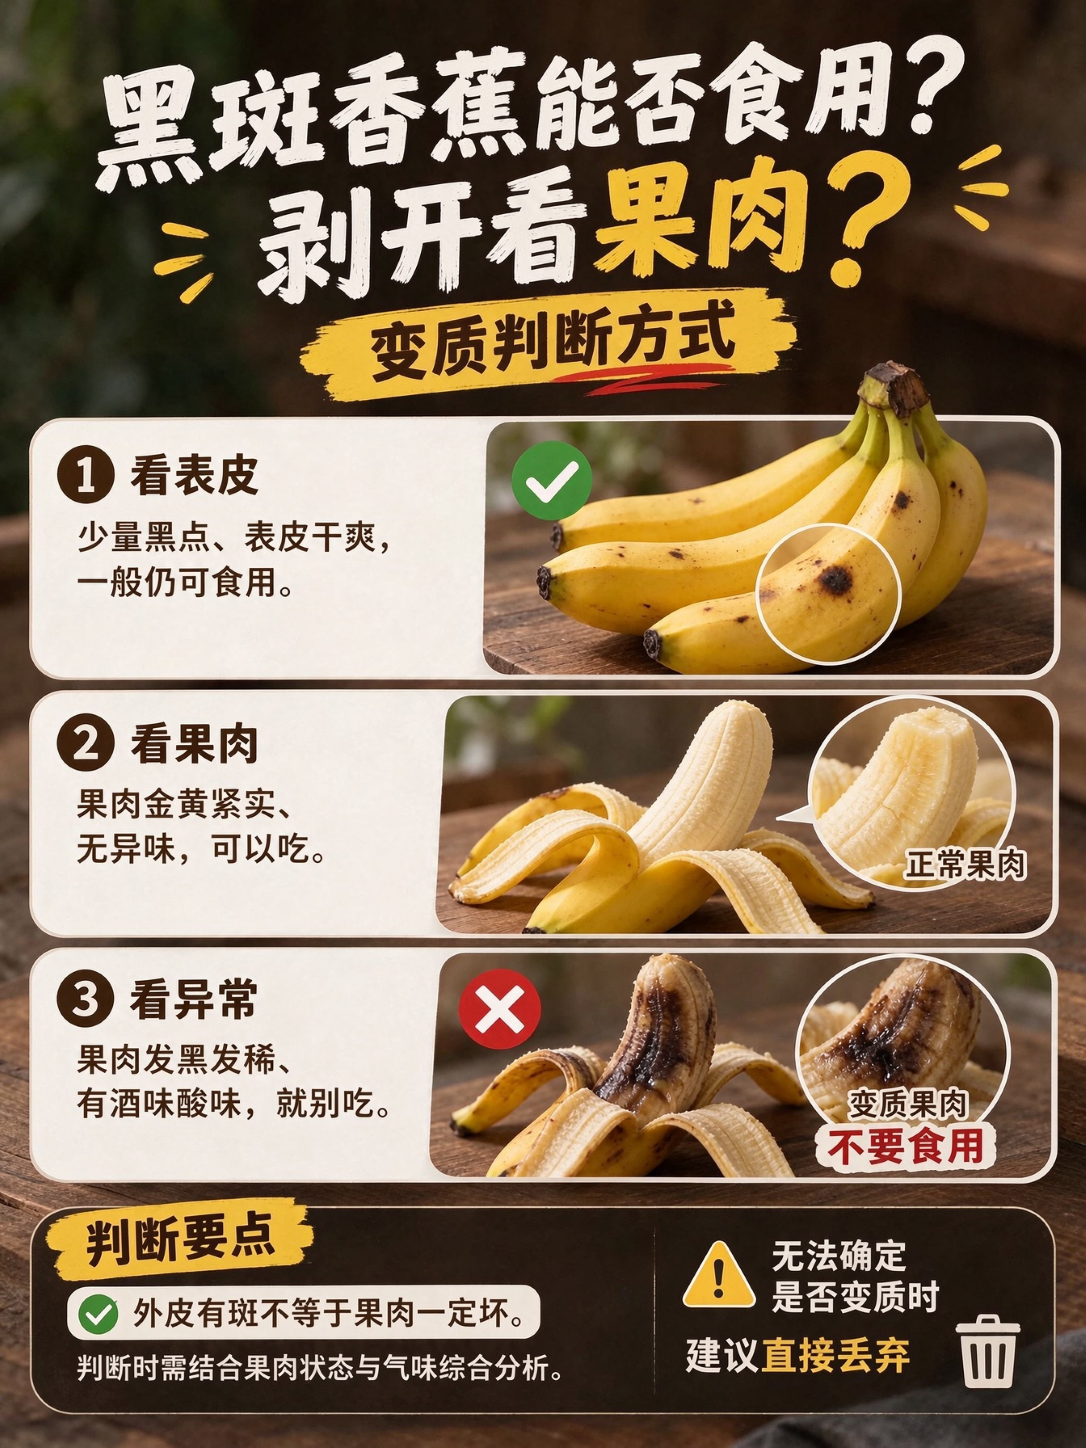 黑斑香蕉能否食用?
剥开看果肉?
变质判断方式
1 看表皮
少量黑点、表皮干爽，
一般仍可食用。
2 看果肉
果肉金黄紧实、
无异味，可以吃。
正常果肉
3 看异常
果肉发黑发稀、
有酒味酸味，就别吃。
变质果肉
不要食用
判断要点
外皮有斑不等于果肉一定坏。
判断时需结合果肉状态与气味综合分析。
无法确定
是否变质时
建议直接丢弃